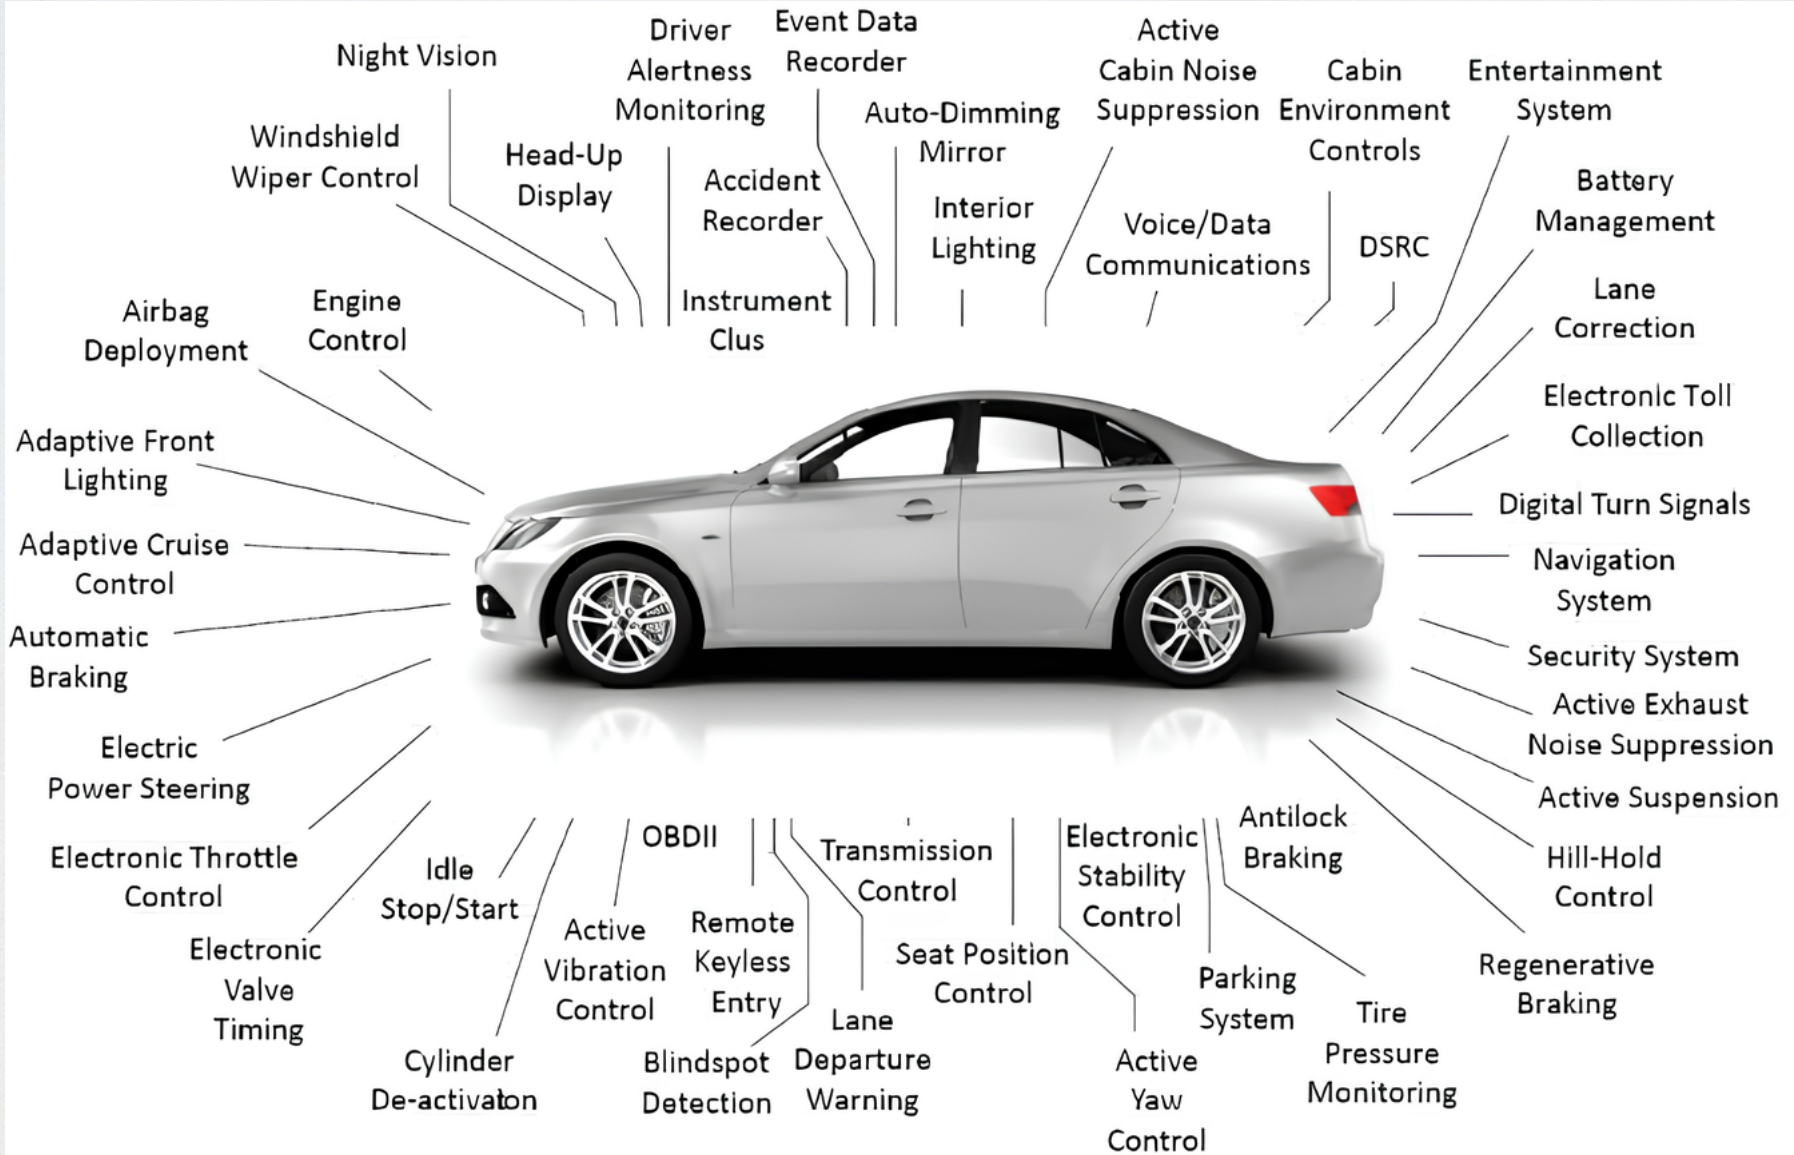 Night Vision
Driver
Alertness
Monitoring
Event Data
Recorder
Active
Cabin Noise
Suppression
Cabin
Environment
Controls
Entertainment
System
Windshield
Wiper Control
Head-Up
Display
Accident
Recorder
Auto-Dimming
Mirror
Interior
Lighting
Voice/Data
Communications
DSRC
Battery
Management
Airbag
Deployment
Engine
Control
Instrument
Clus
Lane
Correction
Adaptive Front
Lighting
Electronic Toll
Collection
Adaptive Cruise
Control
Digital Turn Signals
Navigation
System
Automatic
Braking
Security System
Electric
Power Steering
Active Exhaust
Noise Suppression
Active Suspension
Electronic Throttle
Control
Idle
Stop/Start
OBDII
Transmission
Control
Electronic
Stability
Control
Antilock
Braking
Hill-Hold
Control
Electronic
Valve
Timing
Active
Vibration
Control
Remote
Keyless
Entry
Seat Position
Control
Parking
System
Regenerative
Braking
Cylinder
De-activaton
Blindspot
Detection
Lane
Departure
Warning
Active
Yaw
Control
Tire
Pressure
Monitoring